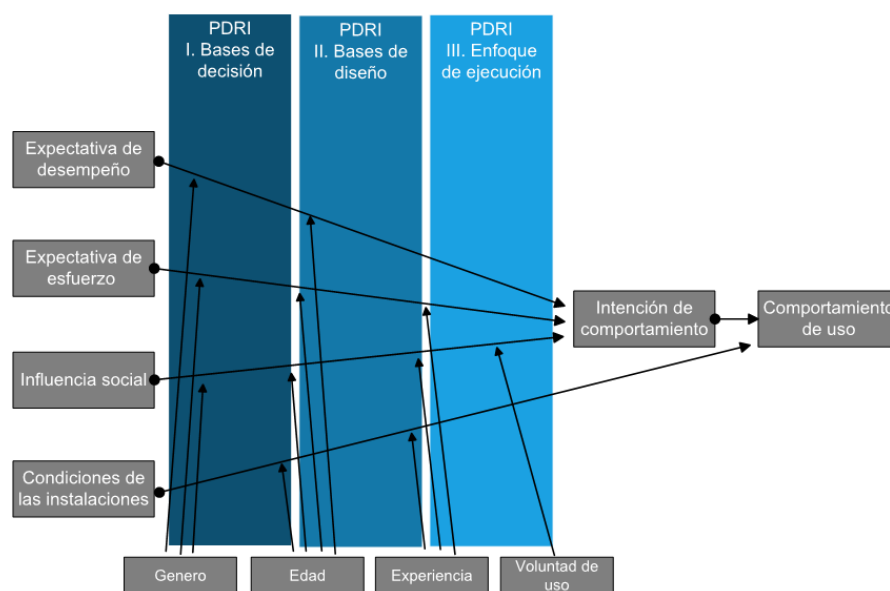 PDRI
I. Bases de
decisión
PDRI
II. Bases de
diseño
PDRI
III. Enfoque
de ejecución
Expectativa de
desempeño
Expectativa de
esfuerzo
Influencia social
Condiciones de
las instalaciones
Intención de
comportamiento
Comportamiento
de uso
Genero
Edad
Experiencia
Voluntad de
uso